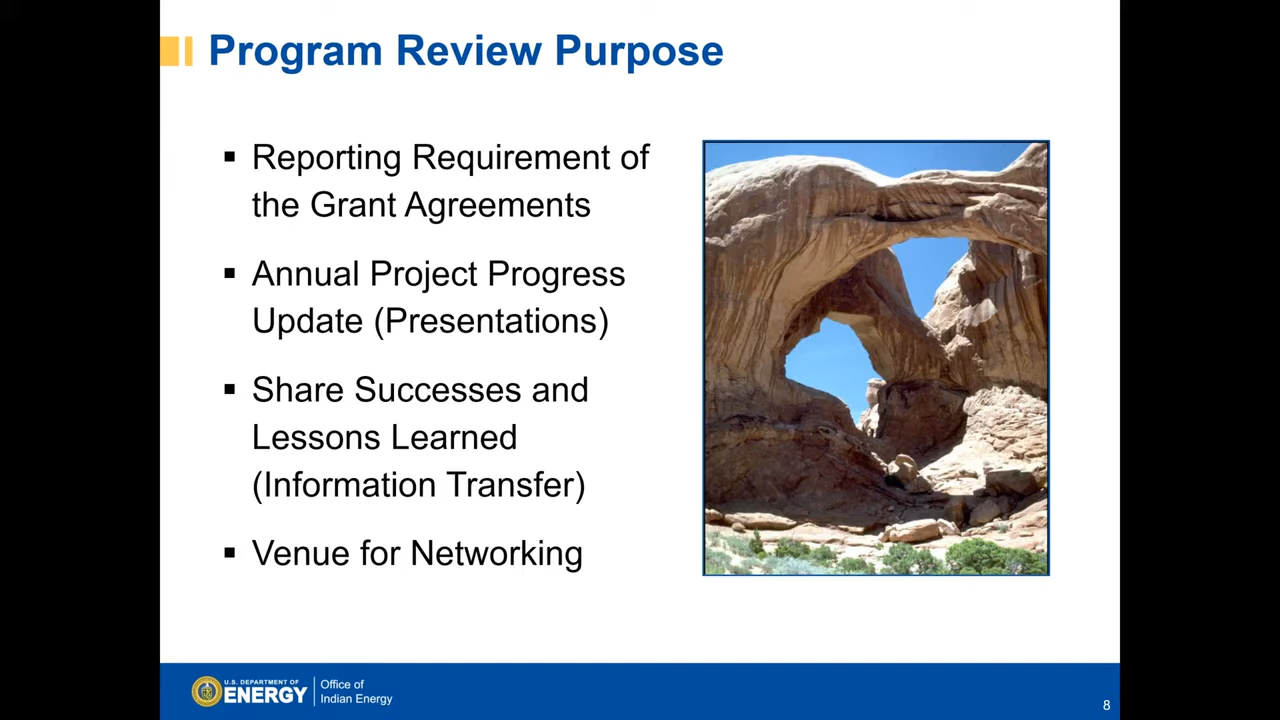 Program Review Purpose
▪ Reporting Requirement of
the Grant Agreements
▪ Annual Project Progress
Update (Presentations)
▪ Share Successes and
Lessons Learned
(Information Transfer)
▪ Venue for Networking
U.S. DEPARTMENT OF
ENERGY
Office of
Indian Energy
8